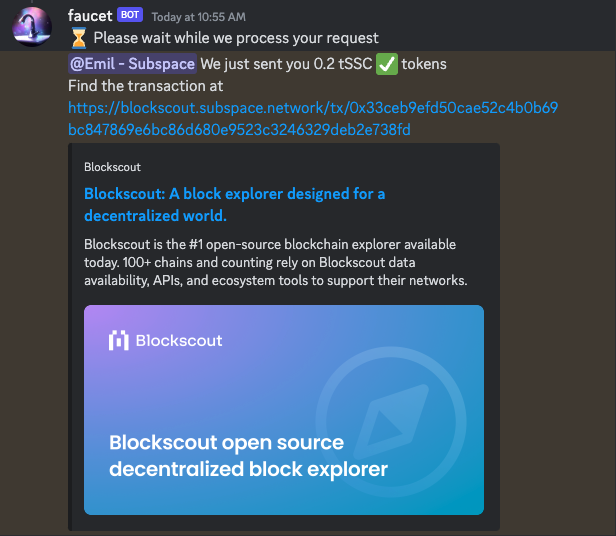 faucet BOT Today at 10:55 AM
⏳ Please wait while we process your request
@Emil - Subspace We just sent you 0.2 tSSC ✅ tokens
Find the transaction at
https://blockscout.subspace.network/tx/0x33ceb9efd50cae52c4b0b69
bc847869e6bc86d680e9523c3246329deb2e738fd
Blockscout
Blockscout: A block explorer designed for a
decentralized world.
Blockscout is the #1 open-source blockchain explorer available
today. 100+ chains and counting rely on Blockscout data
availability, APIs, and ecosystem tools to support their networks.
Blockscout
Blockscout open source
decentralized block explorer